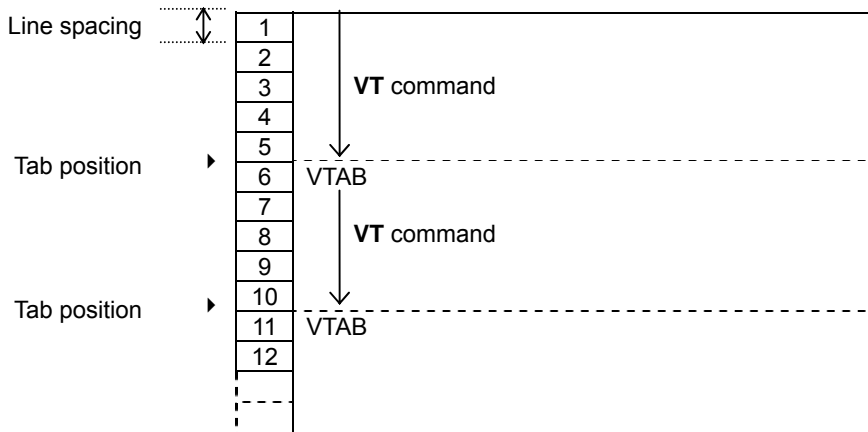 Line spacing
1
2
3
VT command
4
5
Tab position
6
VTAB
7
8
VT command
9
10
Tab position
11
VTAB
12